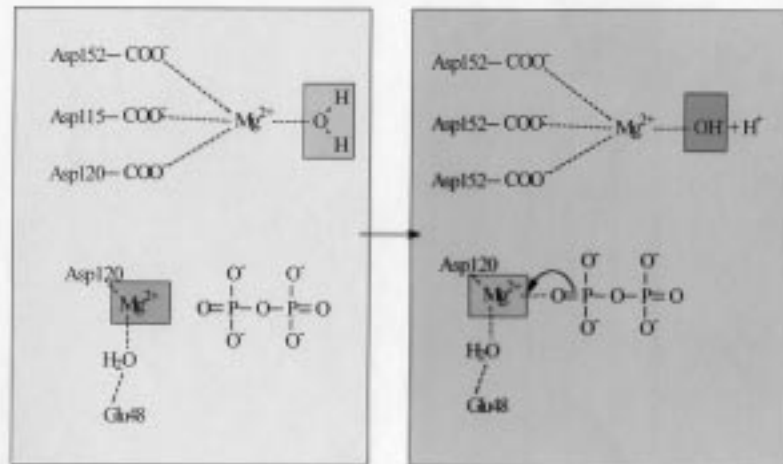 Asp152–COO⁻
Asp115–COO⁻ Mg²⁺ O H H
Asp120–COO⁻
Asp120
Mg²⁺
H₂O
Glu48
O⁻ O⁻
O=P–O–P=O
O⁻ O⁻
Asp152–COO⁻
Asp152–COO⁻ Mg²⁺ OH⁻ + H⁺
Asp152–COO⁻
Asp120
Mg²⁺
H₂O
Glu48
O⁻ O⁻
O=P–O–P=O
O⁻ O⁻